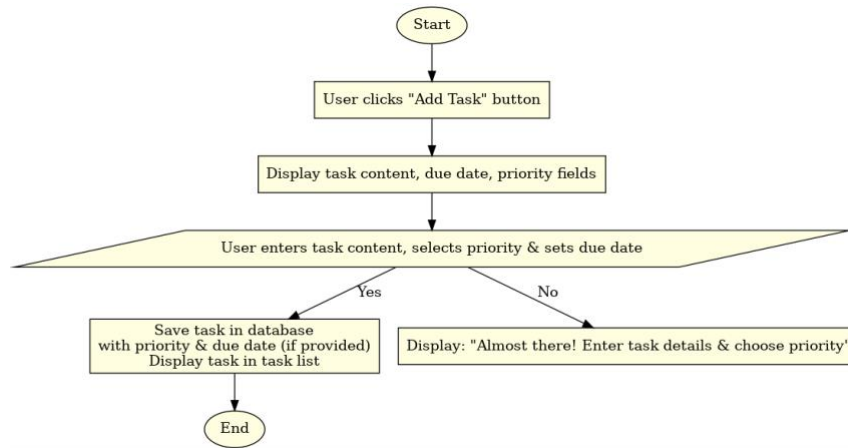 Start
User clicks "Add Task" button
Display task content, due date, priority fields
User enters task content, selects priority & sets due date
Yes
No
Save task in database
with priority & due date (if provided)
Display task in task list
Display: "Almost there! Enter task details & choose priority"
End